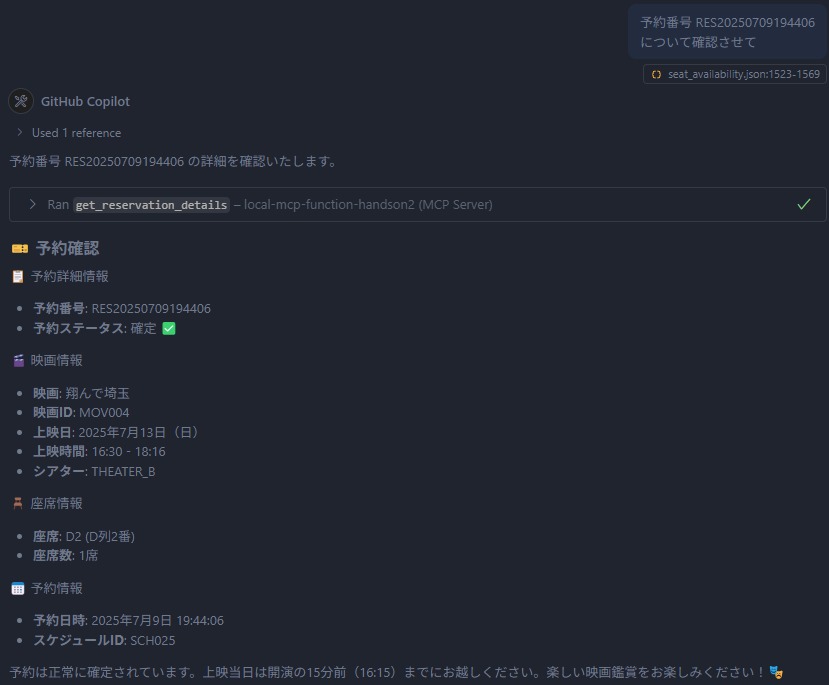 予約番号 RES20250709194406
について確認させて
seat_availability.json:1523-1569
GitHub Copilot
Used 1 reference
予約番号 RES20250709194406 の詳細を確認いたします。
Ran get_reservation_details – local-mcp-function-handson2 (MCP Server)
🎫 予約確認
📋 予約詳細情報
• 予約番号: RES20250709194406
• 予約ステータス: 確定 ✅
🎬 映画情報
• 映画: 翔んで埼玉
• 映画ID: MOV004
• 上映日: 2025年7月13日（日）
• 上映時間: 16:30 - 18:16
• シアター: THEATER_B
🪑 座席情報
• 座席: D2 (D列2番)
• 座席数: 1席
📅 予約情報
• 予約日時: 2025年7月9日 19:44:06
• スケジュールID: SCH025
予約は正常に確定されています。上映当日は開演の15分前（16:15）までにお越しください。楽しい映画鑑賞をお楽しみください！🎭